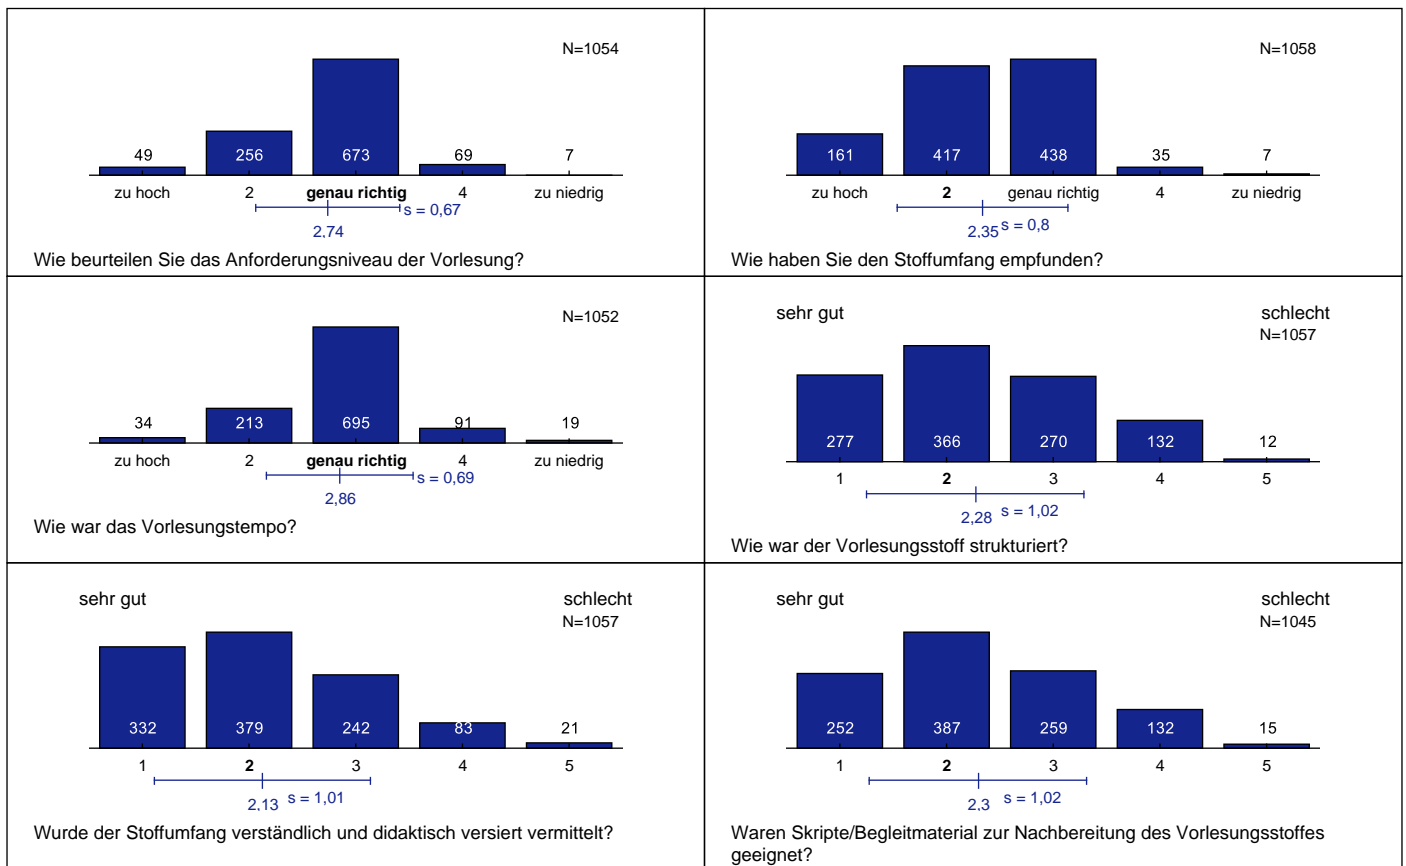 N=1054
49 256 673 69 7
zu hoch 2 genau richtig 4 zu niedrig
s = 0,67
2,74
Wie beurteilen Sie das Anforderungsniveau der Vorlesung?
N=1058
161 417 438 35 7
zu hoch 2 genau richtig 4 zu niedrig
2,35 s = 0,8
Wie haben Sie den Stoffumfang empfunden?
N=1052
34 213 695 91 19
zu hoch 2 genau richtig 4 zu niedrig
s = 0,69
2,86
Wie war das Vorlesungstempo?
sehr gut schlecht
N=1057
277 366 270 132 12
1 2 3 4 5
2,28 s = 1,02
Wie war der Vorlesungsstoff strukturiert?
sehr gut schlecht
N=1057
332 379 242 83 21
1 2 3 4 5
2,13 s = 1,01
Wurde der Stoffumfang verständlich und didaktisch versiert vermittelt?
sehr gut schlecht
N=1045
252 387 259 132 15
1 2 3 4 5
2,3 s = 1,02
Waren Skripte/Begleitmaterial zur Nachbereitung des Vorlesungsstoffes
geeignet?